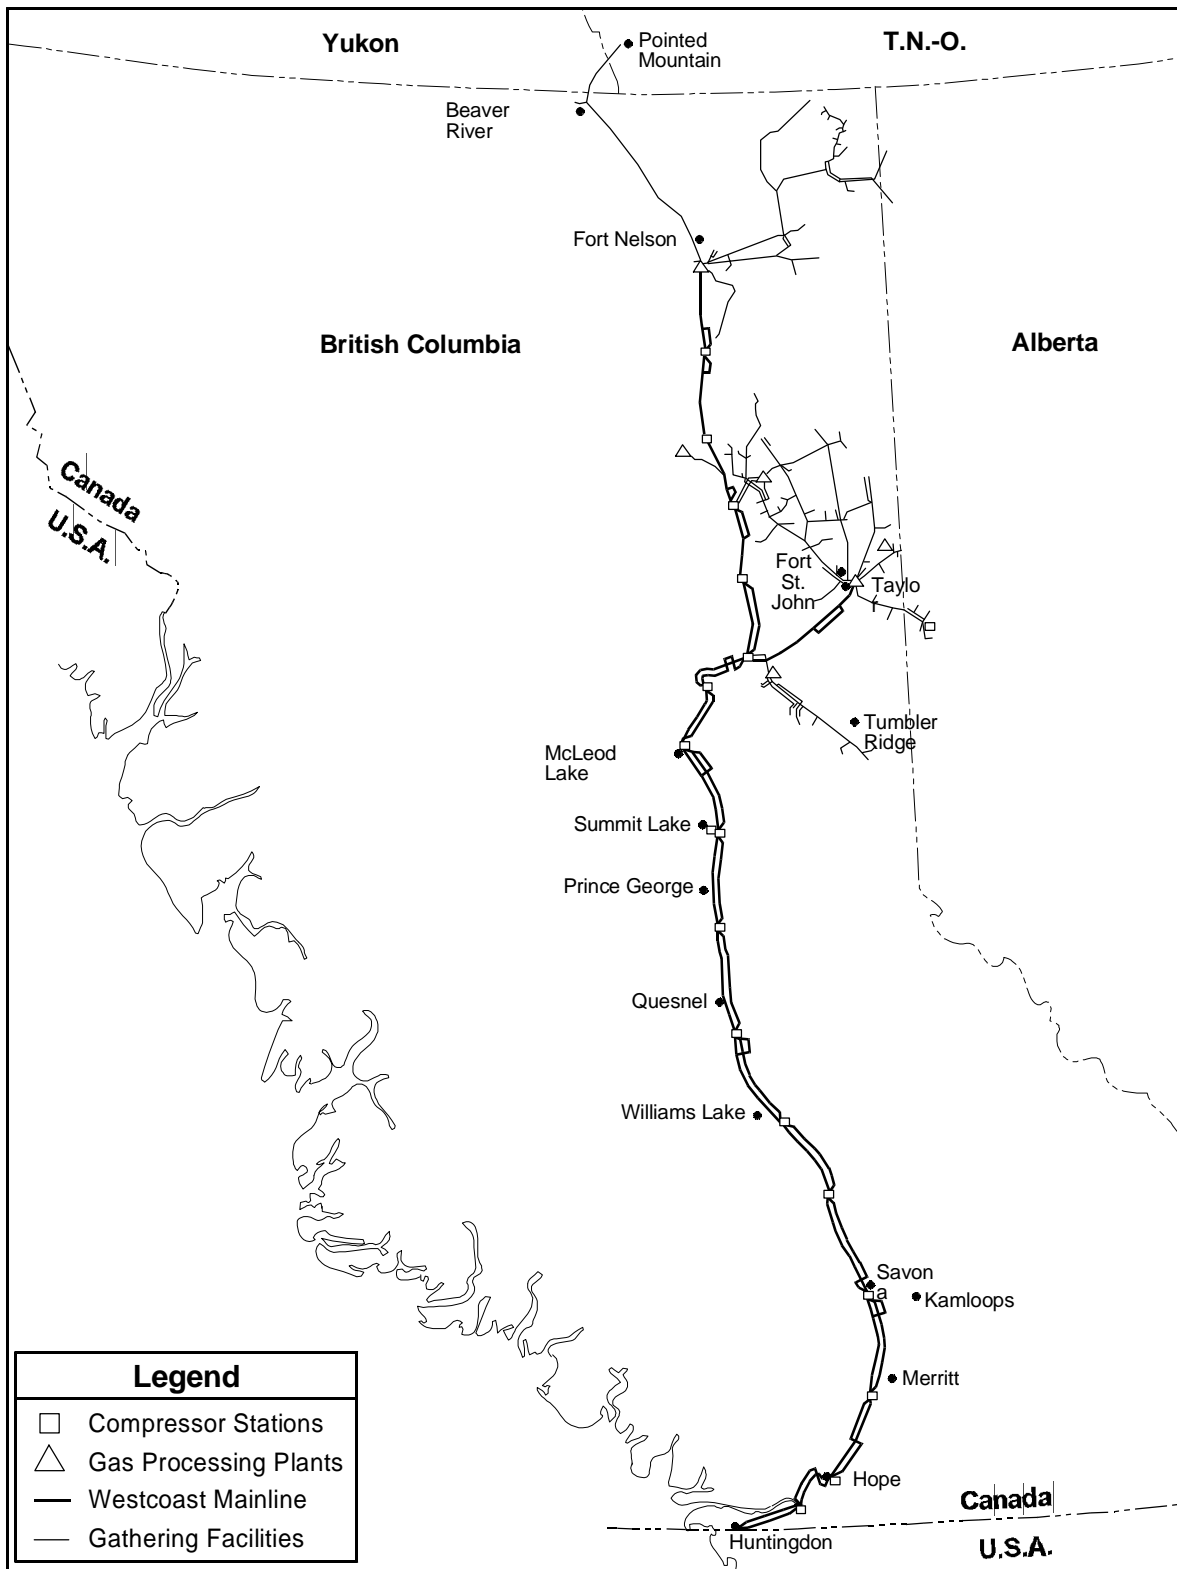 Yukon
Pointed
Mountain
T.N.-O.
Beaver
River
Fort Nelson
British Columbia
Alberta
Canada
U.S.A.
Fort
St.
John
Taylo
r
Tumbler
Ridge
McLeod
Lake
Summit Lake
Prince George
Quesnel
Williams Lake
Savon
a
Kamloops
Merritt
Hope
Huntingdon
Canada
U.S.A.
Legend
Compressor Stations
Gas Processing Plants
Westcoast Mainline
Gathering Facilities